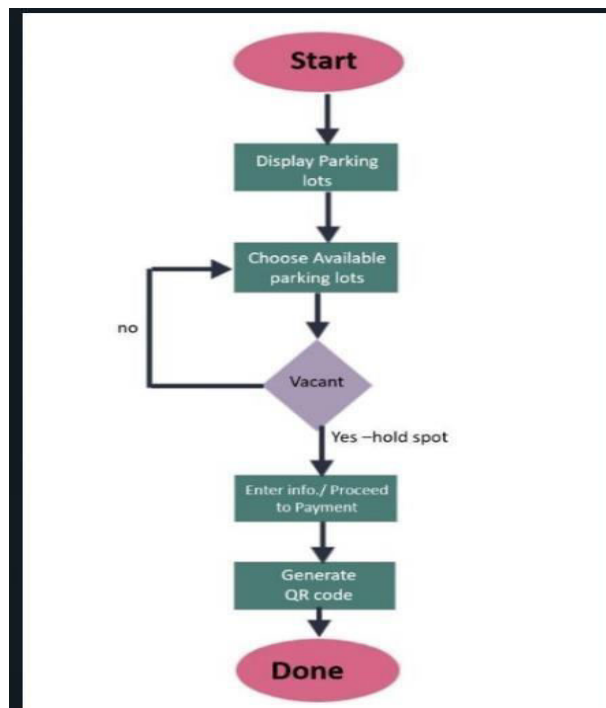 Start
Display Parking
lots
Choose Available
parking lots
no
Vacant
Yes –hold spot
Enter info./ Proceed
to Payment
Generate
QR code
Done